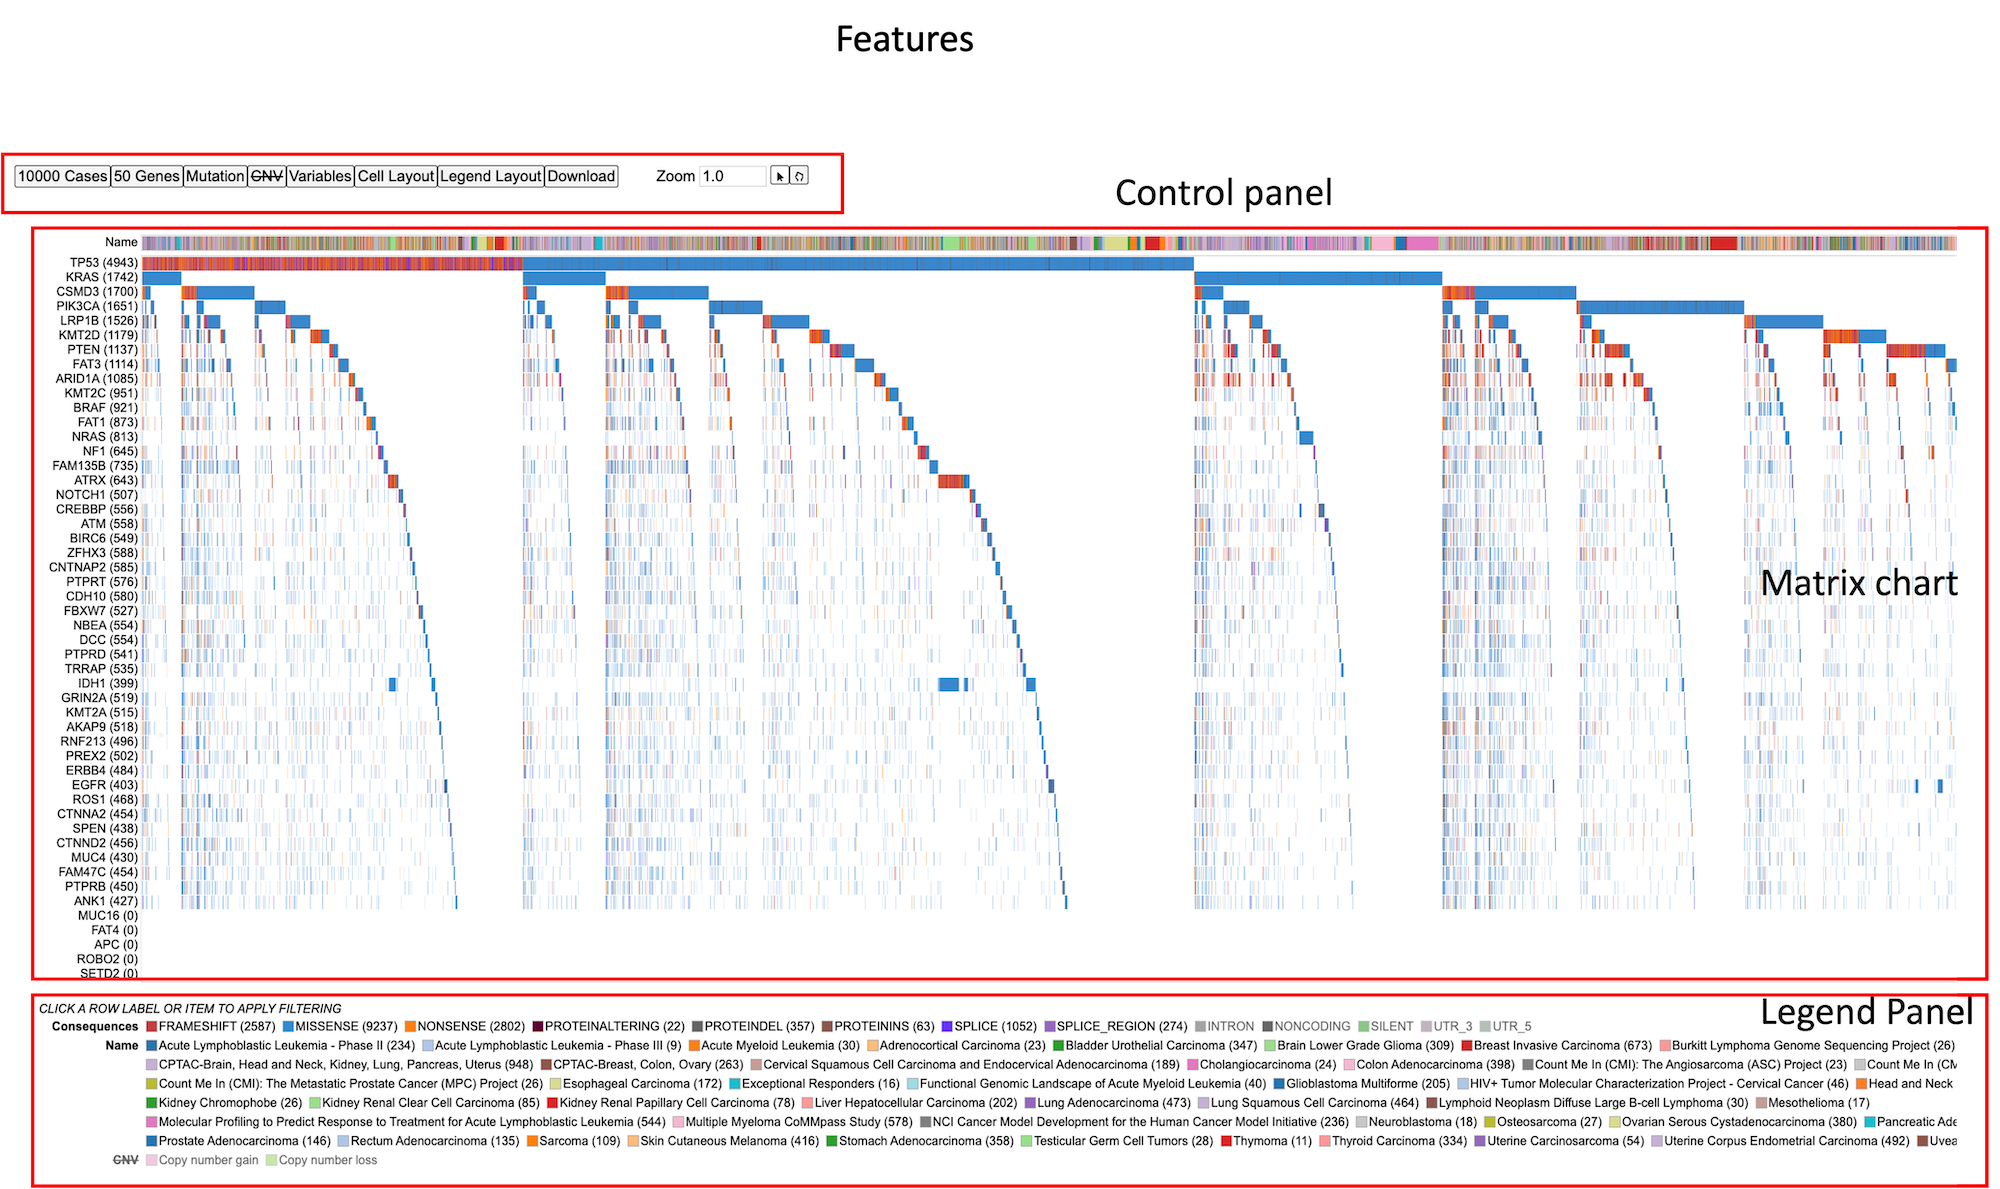 Features
10000 Cases 50 Genes Mutation CNV Variables Cell Layout Legend Layout Download Zoom 1.0
Control panel
Name
TP53 (4943)
KRAS (1742)
CSMD3 (1700)
PIK3CA (1651)
LRP1B (1526)
KMT2D (1179)
PTEN (1137)
FAT3 (1114)
ARID1A (1085)
KMT2C (951)
BRAF (921)
FAT1 (873)
NRAS (813)
NF1 (645)
FAM135B (735)
ATRX (643)
NOTCH1 (507)
CREBBP (556)
ATM (558)
BIRC6 (549)
ZFHX3 (588)
CNTNAP2 (585)
PTPRT (576)
Matrix chart
CDH10 (580)
FBXW7 (527)
NBEA (554)
DCC (554)
PTPRD (541)
TRRAP (535)
IDH1 (399)
GRIN2A (519)
KMT2A (515)
AKAP9 (518)
RNF213 (496)
PREX2 (502)
ERBB4 (484)
EGFR (403)
ROS1 (468)
CTNNA2 (454)
SPEN (438)
CTNND2 (456)
MUC4 (430)
FAM47C (454)
PTPRB (450)
ANK1 (427)
MUC16 (0)
FAT4 (0)
APC (0)
ROBO2 (0)
SETD2 (0)
CLICK A ROW LABEL OR ITEM TO APPLY FILTERING
Legend Panel
Consequences FRAMESHIFT (2587) MISSENSE (9237) NONSENSE (2802) PROTEINALTERING (22) PROTEINDEL (357) PROTEININS (63) SPLICE (1052) SPLICE_REGION (274) INTRON NONCODING SILENT UTR_3 UTR_5
Name Acute Lymphoblastic Leukemia - Phase II (234) Acute Lymphoblastic Leukemia - Phase III (9) Acute Myeloid Leukemia (30) Adrenocortical Carcinoma (23) Bladder Urothelial Carcinoma (347) Brain Lower Grade Glioma (309) Breast Invasive Carcinoma (673) Burkitt Lymphoma Genome Sequencing Project (26)
CPTAC-Brain, Head and Neck, Kidney, Lung, Pancreas, Uterus (948) CPTAC-Breast, Colon, Ovary (263) Cervical Squamous Cell Carcinoma and Endocervical Adenocarcinoma (189) Cholangiocarcinoma (24) Colon Adenocarcinoma (398) Count Me In (CMI): The Angiosarcoma (ASC) Project (23) Count Me In (CM
Count Me In (CMI): The Metastatic Prostate Cancer (MPC) Project (26) Esophageal Carcinoma (172) Exceptional Responders (16) Functional Genomic Landscape of Acute Myeloid Leukemia (40) Glioblastoma Multiforme (205) HIV+ Tumor Molecular Characterization Project - Cervical Cancer (46) Head and Neck
Kidney Chromophobe (26) Kidney Renal Clear Cell Carcinoma (85) Kidney Renal Papillary Cell Carcinoma (78) Liver Hepatocellular Carcinoma (202) Lung Adenocarcinoma (473) Lung Squamous Cell Carcinoma (464) Lymphoid Neoplasm Diffuse Large B-cell Lymphoma (30) Mesothelioma (17)
Molecular Profiling to Predict Response to Treatment for Acute Lymphoblastic Leukemia (544) Multiple Myeloma CoMMpass Study (578) NCI Cancer Model Development for the Human Cancer Model Initiative (236) Neuroblastoma (18) Osteosarcoma (27) Ovarian Serous Cystadenocarcinoma (380) Pancreatic Ade
Prostate Adenocarcinoma (146) Rectum Adenocarcinoma (135) Sarcoma (109) Skin Cutaneous Melanoma (416) Stomach Adenocarcinoma (358) Testicular Germ Cell Tumors (28) Thymoma (11) Thyroid Carcinoma (334) Uterine Carcinosarcoma (54) Uterine Corpus Endometrial Carcinoma (492) Uvea
CNV Copy number gain Copy number loss